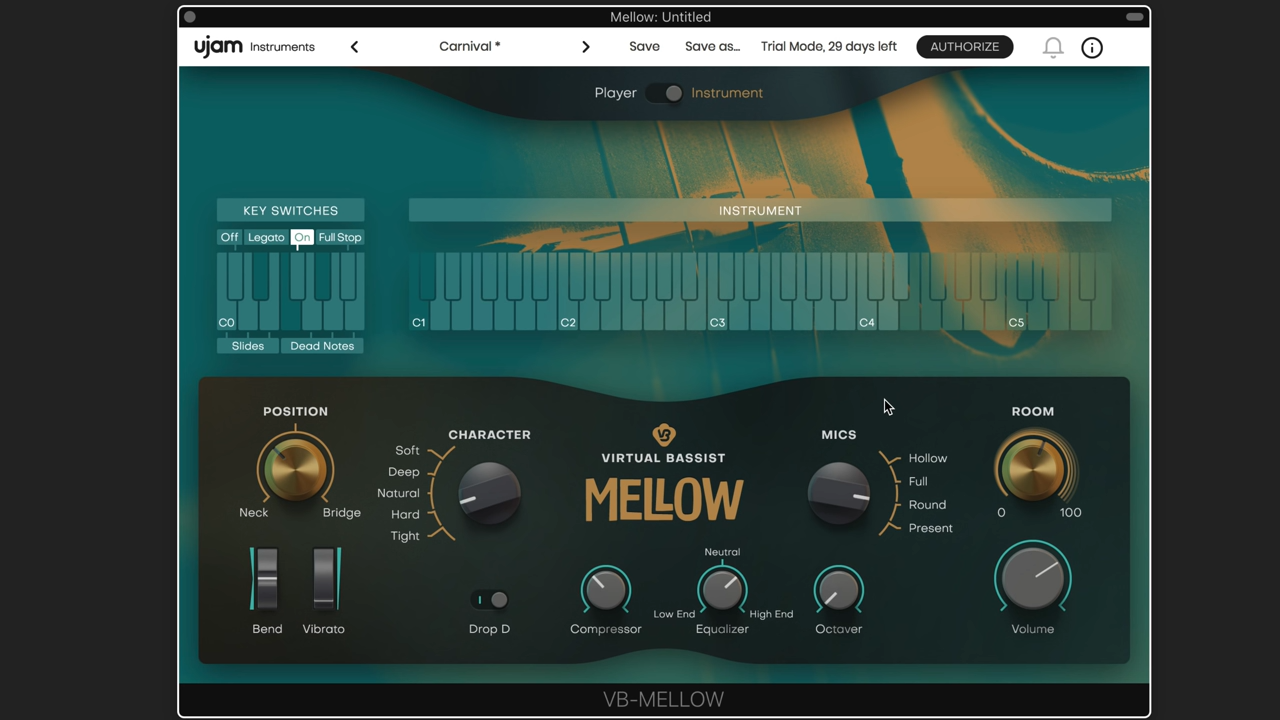 Mellow: Untitled
ujam Instruments
Carnival *
Save
Save as...
Trial Mode, 29 days left
AUTHORIZE
Player
Instrument
KEY SWITCHES
INSTRUMENT
Off
Legato
On
Full Stop
C0
C1
C2
C3
C4
C5
Slides
Dead Notes
POSITION
Neck
Bridge
Bend
Vibrato
CHARACTER
Soft
Deep
Natural
Hard
Tight
Drop D
VB
VIRTUAL BASSIST
MELLOW
Compressor
Neutral
Low End
High End
Equalizer
MICS
Hollow
Full
Round
Present
Octaver
ROOM
0
100
Volume
VB-MELLOW